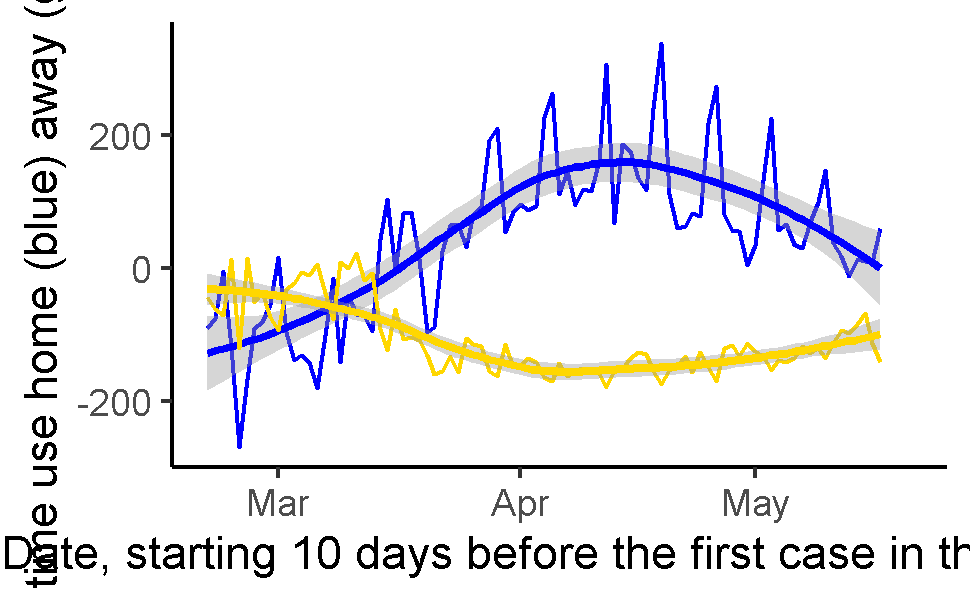 time use home (blue) away (
200
0
-200
Mar Apr May
Date, starting 10 days before the first case in th